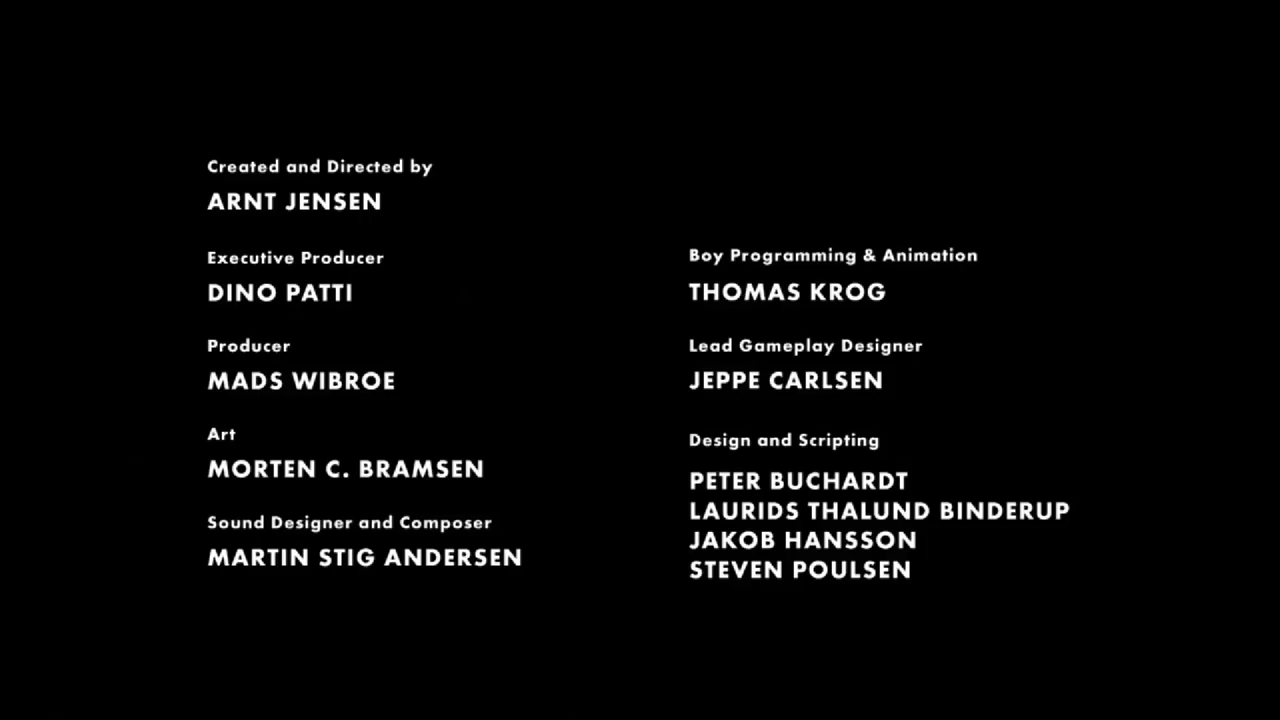 Created and Directed by
ARNT JENSEN
Executive Producer
DINO PATTI
Producer
MADS WIBROE
Art
MORTEN C. BRAMSEN
Sound Designer and Composer
MARTIN STIG ANDERSEN
Boy Programming & Animation
THOMAS KROG
Lead Gameplay Designer
JEPPE CARLSEN
Design and Scripting
PETER BUCHARDT
LAURIDS THALUND BINDERUP
JAKOB HANSSON
STEVEN POULSEN